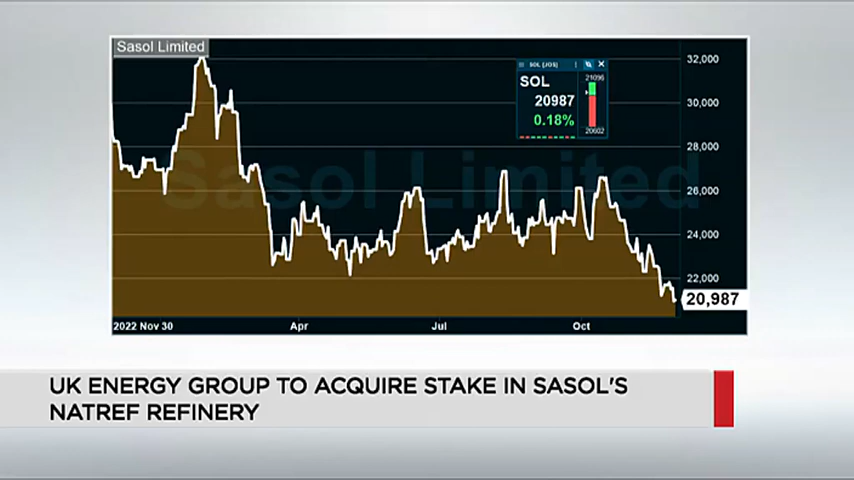 Sasol Limited
32,000
SOL (JO5)
SOL
20987
0.18%
21096
20602
30,000
28,000
Sasol Limited
26,000
24,000
22,000
20,987
2022 Nov 30 Apr Jul Oct
UK ENERGY GROUP TO ACQUIRE STAKE IN SASOL'S
NATREF REFINERY